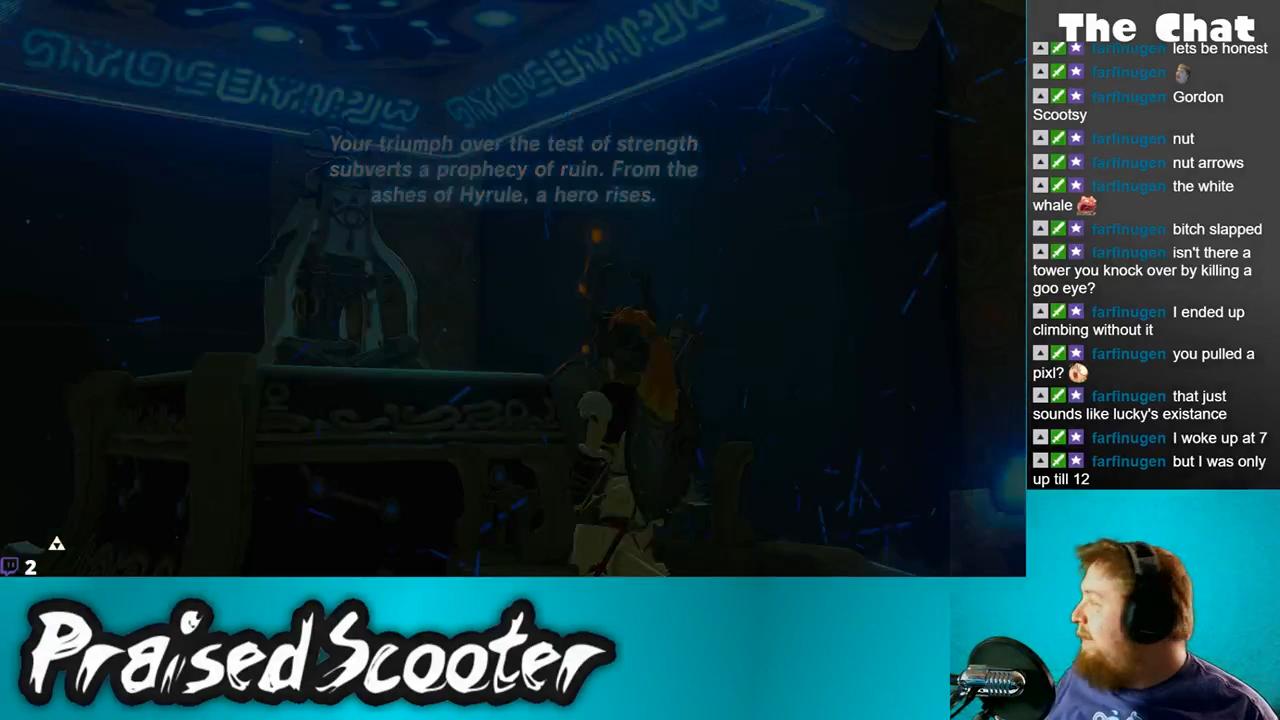 The Chat
farfinugen lets be honest
farfinugen
farfinugen Gordon
Scootsy
farfinugen nut
farfinugen nut arrows
farfinugen the white
whale
farfinugen bitch slapped
farfinugen isn't there a
tower you knock over by killing a
goo eye?
farfinugen I ended up
climbing without it
farfinugen you pulled a
pixl?
farfinugen that just
sounds like lucky's existance
farfinugen I woke up at 7
farfinugen but I was only
up till 12
Your triumph over the test of strength
subverts a prophecy of ruin. From the
ashes of Hyrule, a hero rises.
2
PraisedScooter